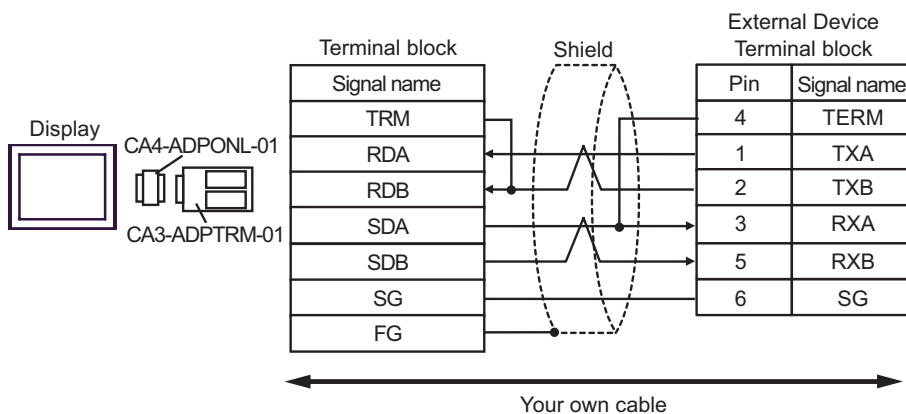 External Device
Terminal block
Shield
Terminal block
Signal name
Pin
Signal name
TRM
4
TERM
Display
CA4-ADPONL-01
RDA
1
TXA
RDB
2
TXB
CA3-ADPTRM-01
SDA
3
RXA
SDB
5
RXB
SG
6
SG
FG
Your own cable